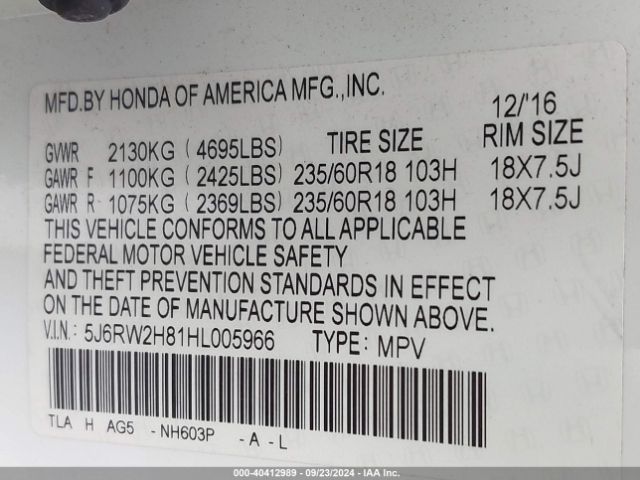 MFD.BY HONDA OF AMERICA MFG.,INC. 12/'16
GVWR 2130KG ( 4695LBS) TIRE SIZE RIM SIZE
GAWR F 1100KG ( 2425LBS) 235/60R18 103H 18X7.5J
GAWR R 1075KG ( 2369LBS) 235/60R18 103H 18X7.5J
THIS VEHICLE CONFORMS TO ALL APPLICABLE
FEDERAL MOTOR VEHICLE SAFETY
AND THEFT PREVENTION STANDARDS IN EFFECT
ON THE DATE OF MANUFACTURE SHOWN ABOVE.
V.I.N: 5J6RW2H81HL005966 TYPE: MPV
TLA H AG5 - NH603P - A - L
000-40412989 - 09/23/2024 - IAA Inc.